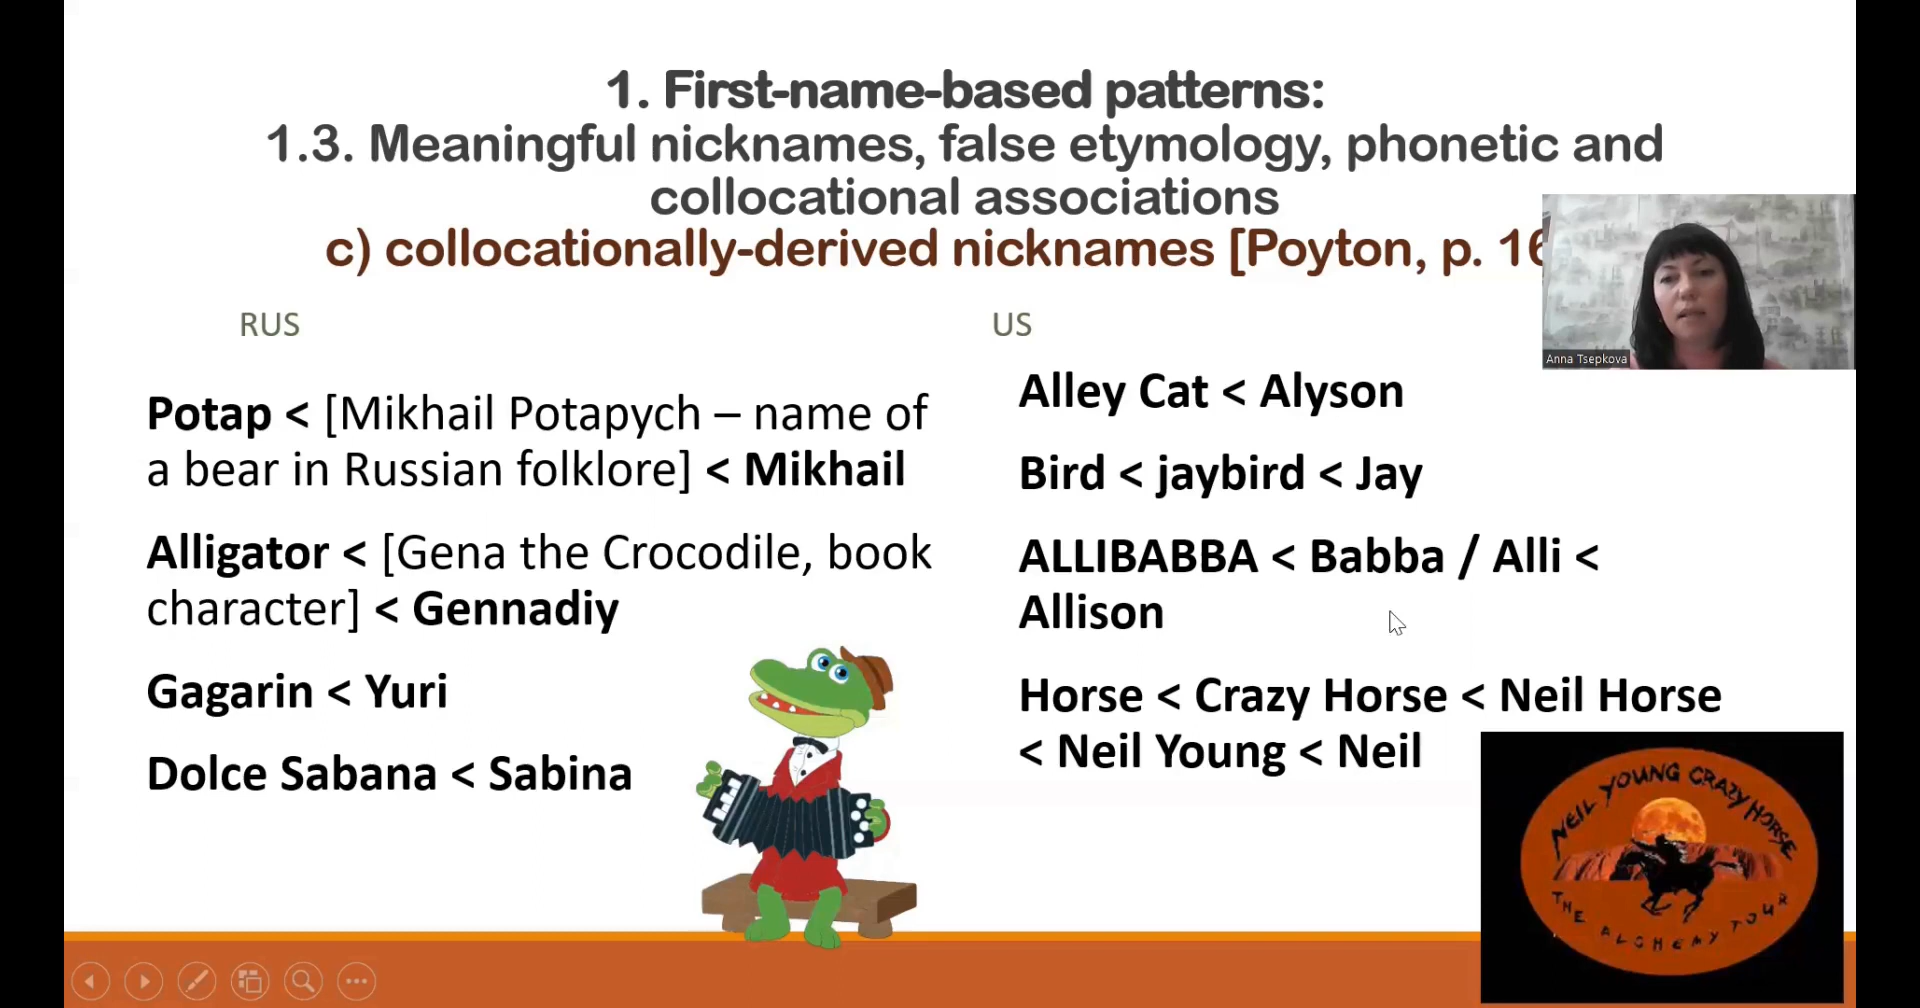 1. First-name-based patterns:
1.3. Meaningful nicknames, false etymology, phonetic and
collocational associations
c) collocationally-derived nicknames [Poyton, p. 16
RUS
Potap < [Mikhail Potapych – name of
a bear in Russian folklore] < Mikhail
Alligator < [Gena the Crocodile, book
character] < Gennadiy
Gagarin < Yuri
Dolce Sabana < Sabina
US
Alley Cat < Alyson
Bird < jaybird < Jay
ALLIBABBA < Babba / Alli <
Allison
Horse < Crazy Horse < Neil Horse
< Neil Young < Neil
Anna Tsepkova
NEIL YOUNG CRAZY HORSE
THE ALCHEMY TOUR